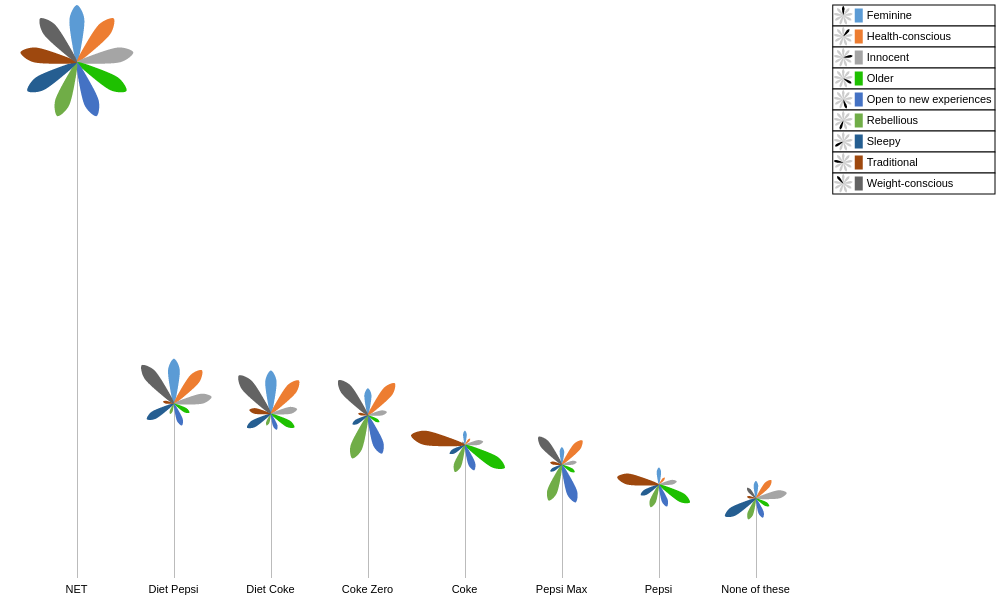 Feminine
Health-conscious
Innocent
Older
Open to new experiences
Rebellious
Sleepy
Traditional
Weight-conscious
NET
Diet Pepsi
Diet Coke
Coke Zero
Coke
Pepsi Max
Pepsi
None of these